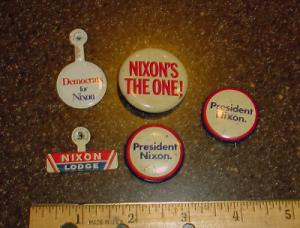 Democrats
for
Nixon
NIXON'S
THE ONE!
President
Nixon.
NIXON
LODGE
President
Nixon.
1 2 3 4 5